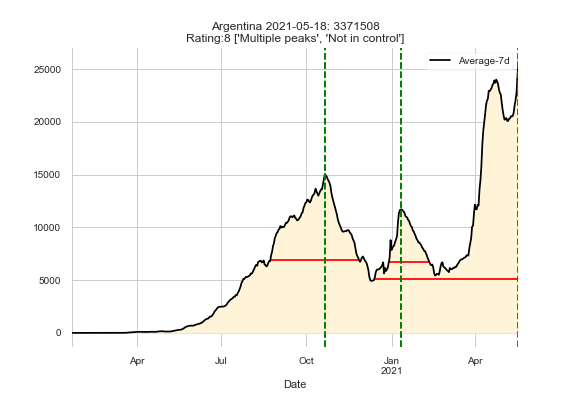 Argentina 2021-05-18: 3371508
Rating:8 ['Multiple peaks', 'Not in control']
Average-7d
25000
20000
15000
10000
5000
0
Apr
Jul
Oct
Jan
2021
Apr
Date